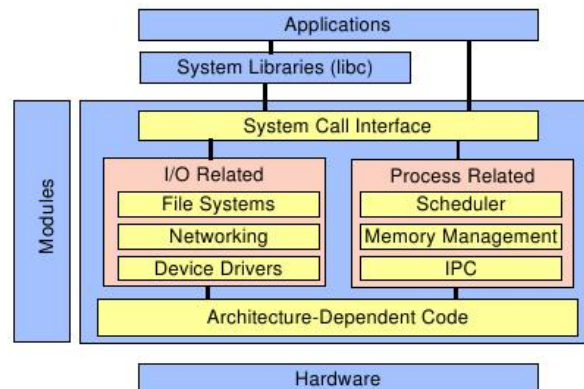 Applications
System Libraries (libc)
Modules
System Call Interface
I/O Related
File Systems
Networking
Device Drivers
Process Related
Scheduler
Memory Management
IPC
Architecture-Dependent Code
Hardware